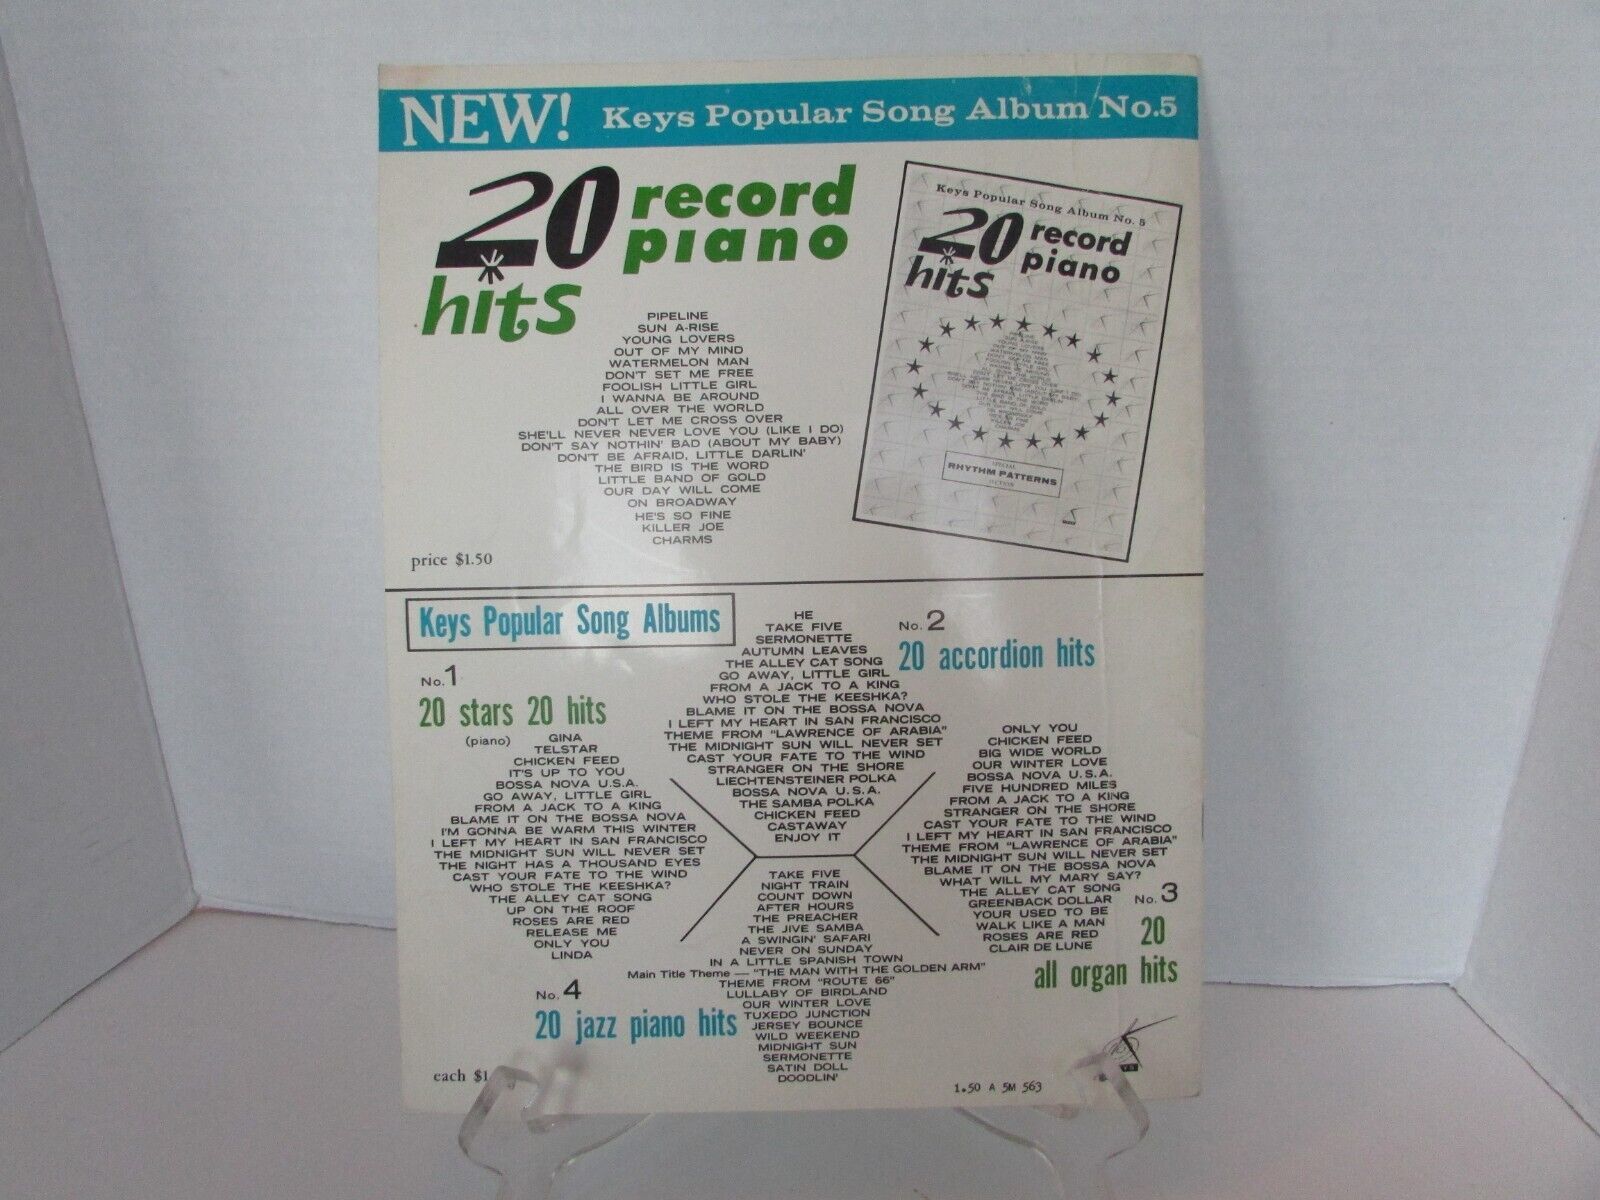 NEW! Keys Popular Song Album No.5
20 record
piano
hits
PIPELINE
SUN A-RISE
YOUNG LOVERS
OUT OF MY MIND
WATERMELON MAN
DON'T SET ME FREE
FOOLISH LITTLE GIRL
I WANNA BE AROUND
ALL OVER THE WORLD
DON'T LET ME CROSS OVER
SHE'LL NEVER NEVER LOVE YOU (LIKE I DO)
DON'T SAY NOTHIN' BAD (ABOUT MY BABY)
DON'T BE AFRAID, LITTLE DARLIN'
THE BIRD IS THE WORD
LITTLE BAND OF GOLD
OUR DAY WILL COME
ON BROADWAY
HE'S SO FINE
KILLER JOE
CHARMS
price $1.50
Keys Popular Song Album No. 5
20 record
piano
hits
SPECIAL
RHYTHM PATTERNS
SECTION
Keys Popular Song Albums
No. 1
20 stars 20 hits
(piano)
GINA
TELSTAR
CHICKEN FEED
IT'S UP TO YOU
BOSSA NOVA U.S.A.
GO AWAY, LITTLE GIRL
FROM A JACK TO A KING
BLAME IT ON THE BOSSA NOVA
I'M GONNA BE WARM THIS WINTER
I LEFT MY HEART IN SAN FRANCISCO
THE MIDNIGHT SUN WILL NEVER SET
THE NIGHT HAS A THOUSAND EYES
CAST YOUR FATE TO THE WIND
WHO STOLE THE KEESHKA?
THE ALLEY CAT SONG
UP ON THE ROOF
ROSES ARE RED
RELEASE ME
ONLY YOU
LINDA
No. 2
20 accordion hits
HE
TAKE FIVE
SERMONETTE
AUTUMN LEAVES
THE ALLEY CAT SONG
GO AWAY, LITTLE GIRL
FROM A JACK TO A KING
WHO STOLE THE KEESHKA?
BLAME IT ON THE BOSSA NOVA
I LEFT MY HEART IN SAN FRANCISCO
THEME FROM "LAWRENCE OF ARABIA"
THE MIDNIGHT SUN WILL NEVER SET
CAST YOUR FATE TO THE WIND
STRANGER ON THE SHORE
LIECHTENSTEINER POLKA
BOSSA NOVA U.S.A.
THE SAMBA POLKA
CHICKEN FEED
CASTAWAY
ENJOY IT
ONLY YOU
CHICKEN FEED
BIG WIDE WORLD
OUR WINTER LOVE
BOSSA NOVA U.S.A.
FIVE HUNDRED MILES
FROM A JACK TO A KING
STRANGER ON THE SHORE
CAST YOUR FATE TO THE WIND
I LEFT MY HEART IN SAN FRANCISCO
THEME FROM "LAWRENCE OF ARABIA"
THE MIDNIGHT SUN WILL NEVER SET
BLAME IT ON THE BOSSA NOVA
WHAT WILL MY MARY SAY?
THE ALLEY CAT SONG
GREENBACK DOLLAR
YOUR USED TO BE
WALK LIKE A MAN
ROSES ARE RED
CLAIR DE LUNE
No. 3
20
all organ hits
TAKE FIVE
NIGHT TRAIN
COUNT DOWN
AFTER HOURS
THE PREACHER
THE JIVE SAMBA
A SWINGIN' SAFARI
NEVER ON SUNDAY
IN A LITTLE SPANISH TOWN
Main Title Theme — "THE MAN WITH THE GOLDEN ARM"
THEME FROM "ROUTE 66"
LULLABY OF BIRDLAND
OUR WINTER LOVE
TUXEDO JUNCTION
JERSEY BOUNCE
WILD WEEKEND
MIDNIGHT SUN
SERMONETTE
SATIN DOLL
DOODLIN'
No. 4
20 jazz piano hits
each $1
1.50 A 5M 563